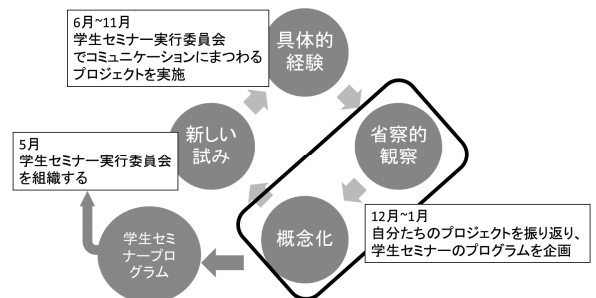 6月~11月
学生セミナー実行委員会
でコミュニケーションにまつわる
プロジェクトを実施
具体的
経験
新しい
試み
省察的
観察
5月
学生セミナー実行委員会
を組織する
12月~1月
自分たちのプロジェクトを振り返り、
学生セミナーのプログラムを企画
概念化
学生セミ
ナープロ
グラム